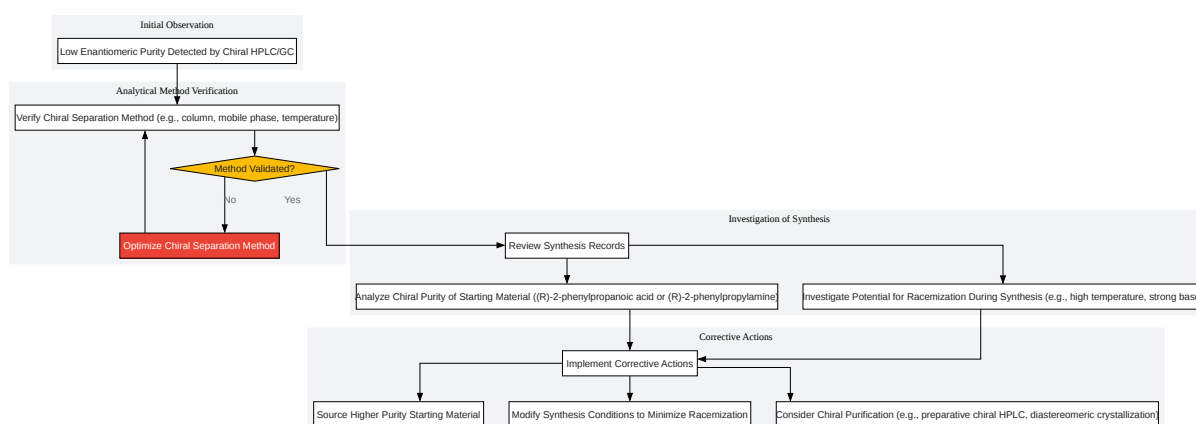 Initial Observation
Low Enantiomeric Purity Detected by Chiral HPLC/GC
Analytical Method Verification
Verify Chiral Separation Method (e.g., column, mobile phase, temperature)
Method Validated?
No
Yes
Optimize Chiral Separation Method
Investigation of Synthesis
Review Synthesis Records
Analyze Chiral Purity of Starting Material ((R)-2-phenylpropanoic acid or (R)-2-phenylpropylamine)
Investigate Potential for Racemization During Synthesis (e.g., high temperature, strong base
Corrective Actions
Implement Corrective Actions
Source Higher Purity Starting Material
Modify Synthesis Conditions to Minimize Racemization
Consider Chiral Purification (e.g., preparative chiral HPLC, diastereomeric crystallization)